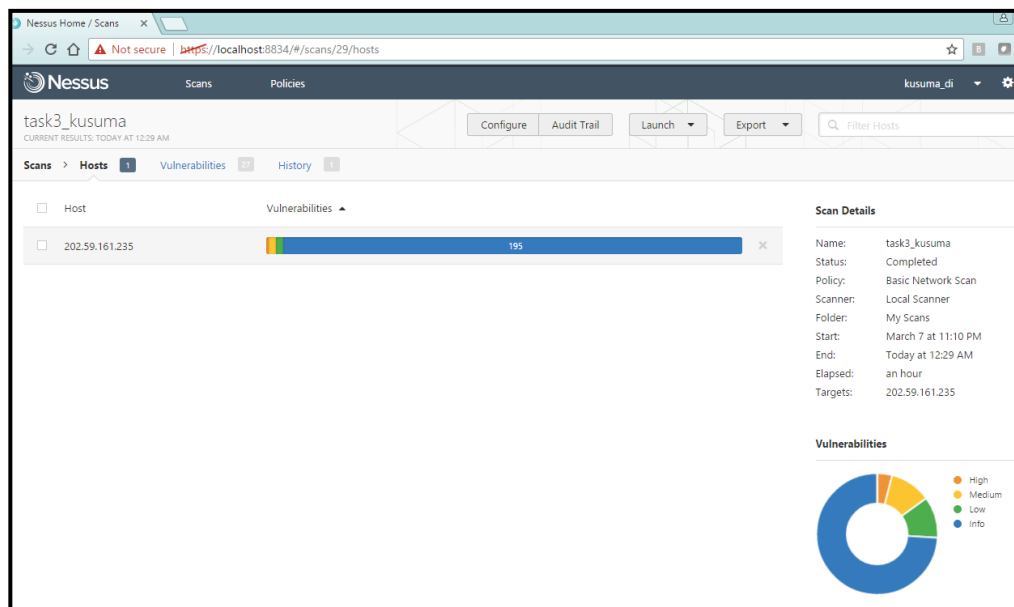 Nessus Home / Scans
Not secure https://localhost:8834/#/scans/29/hosts
B
Nessus Scans Policies kusuma_di
task3_kusuma
CURRENT RESULTS: TODAY AT 12:29 AM
Configure Audit Trail Launch Export Filter Hosts
Scans > Hosts 1 Vulnerabilities 27 History 1
Host Vulnerabilities
202.59.161.235 195
Scan Details
Name: task3_kusuma
Status: Completed
Policy: Basic Network Scan
Scanner: Local Scanner
Folder: My Scans
Start: March 7 at 11:10 PM
End: Today at 12:29 AM
Elapsed: an hour
Targets: 202.59.161.235
Vulnerabilities
High
Medium
Low
Info